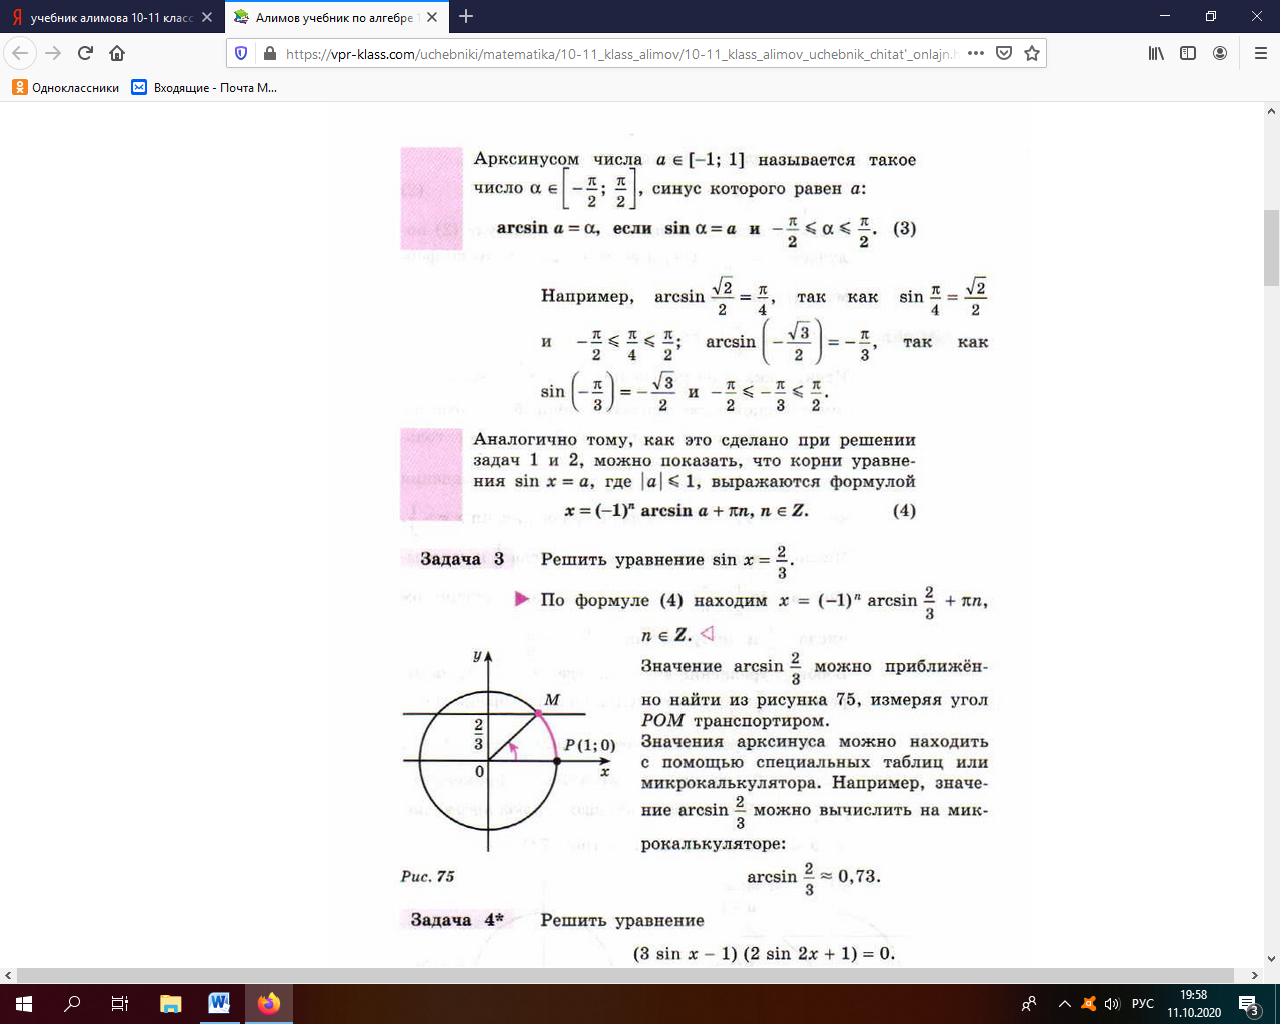 учебник алимова 10-11 класс
Алимов учебник по алгебре 1
https://vpr-klass.com/uchebniki/matematika/10-11_klass_alimov/10-11_klass_alimov_uchebnik_chitat'_onlajn.h
Одноклассники
Входящие - Почта M...
Арксинусом числа a ∈ [−1; 1] называется такое
число α ∈ [−π/2; π/2], синус которого равен a:
arcsin a = α, если sin α = a и −π/2 ⩽ α ⩽ π/2. (3)
Например, arcsin √2/2 = π/4, так как sin π/4 = √2/2
и −π/2 ⩽ π/4 ⩽ π/2; arcsin (−√3/2) = −π/3, так как
sin (−π/3) = −√3/2 и −π/2 ⩽ −π/3 ⩽ π/2.
Аналогично тому, как это сделано при решении
задач 1 и 2, можно показать, что корни уравне-
ния sin x = a, где |a| ⩽ 1, выражаются формулой
x = (−1)ⁿ arcsin a + πn, n ∈ Z. (4)
Задача 3 Решить уравнение sin x = 2/3.
По формуле (4) находим x = (−1)ⁿ arcsin 2/3 + πn,
n ∈ Z.
y
M
2/3
P(1; 0)
0
x
Рис. 75
Значение arcsin 2/3 можно приближён-
но найти из рисунка 75, измеряя угол
POM транспортиром.
Значения арксинуса можно находить
с помощью специальных таблиц или
микрокалькулятора. Например, значе-
ние arcsin 2/3 можно вычислить на мик-
рокалькуляторе:
arcsin 2/3 ≈ 0,73.
Задача 4* Решить уравнение
(3 sin x − 1) (2 sin 2x + 1) = 0.
РУС
19:58
11.10.2020
3